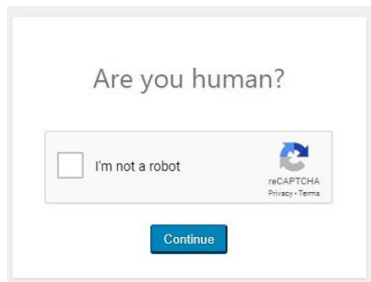 Are you human?
I'm not a robot
reCAPTCHA
Privacy - Terms
Continue